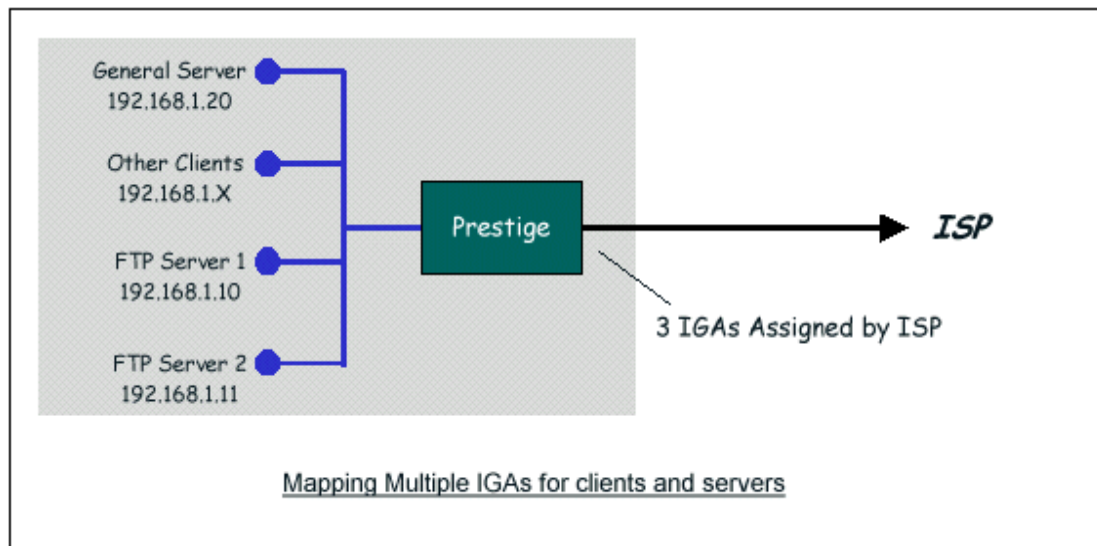 General Server
192.168.1.20
Other Clients
192.168.1.X
FTP Server 1
192.168.1.10
FTP Server 2
192.168.1.11
Prestige
ISP
3 IGAs Assigned by ISP
Mapping Multiple IGAs for clients and servers